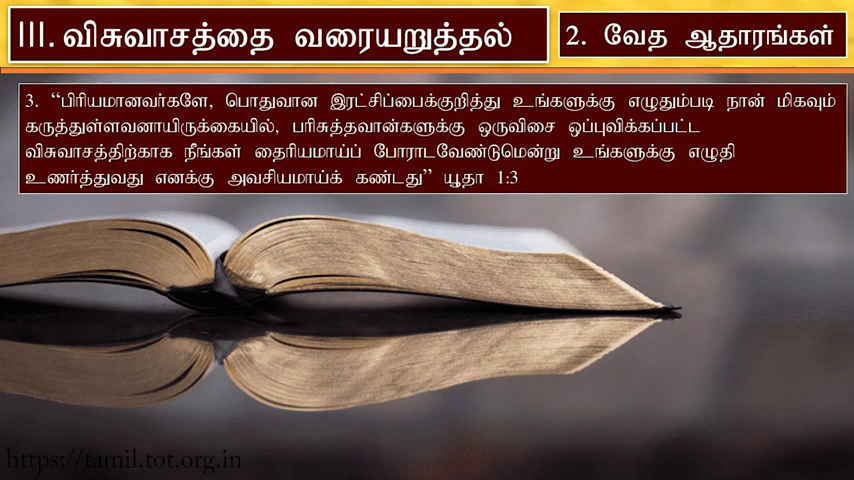 III. விசுவாசத்தை வரையறுத்தல்
2. வேத ஆதாரங்கள்
3. “பிரியமானவர்களே, பொதுவான இரட்சிப்பைக்குறித்து உங்களுக்கு எழுதும்படி நான் மிகவும்
கருத்துள்ளவனாயிருக்கையில், பரிசுத்தவான்களுக்கு ஒருவிசை ஒப்புவிக்கப்பட்ட
விசுவாசத்திற்காக நீங்கள் தைரியமாய்ப் போராடவேண்டுமென்று உங்களுக்கு எழுதி
உணர்த்துவது எனக்கு அவசியமாய்க் கண்டது” யூதா 1:3
https://tamil.tot.org.in